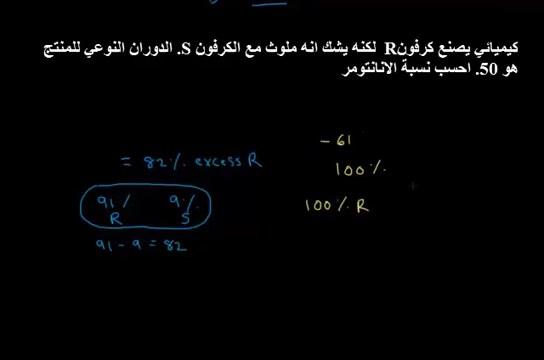 كيميائي يصنع كرفونR لكنه يشك انه ملوث مع الكرفون S. الدوران النوعي للمنتج
هو 50. احسب نسبة الانانتومر
- 61
= 82% excess R
100%
91% 9%
R S
100% R
91 - 9 = 82